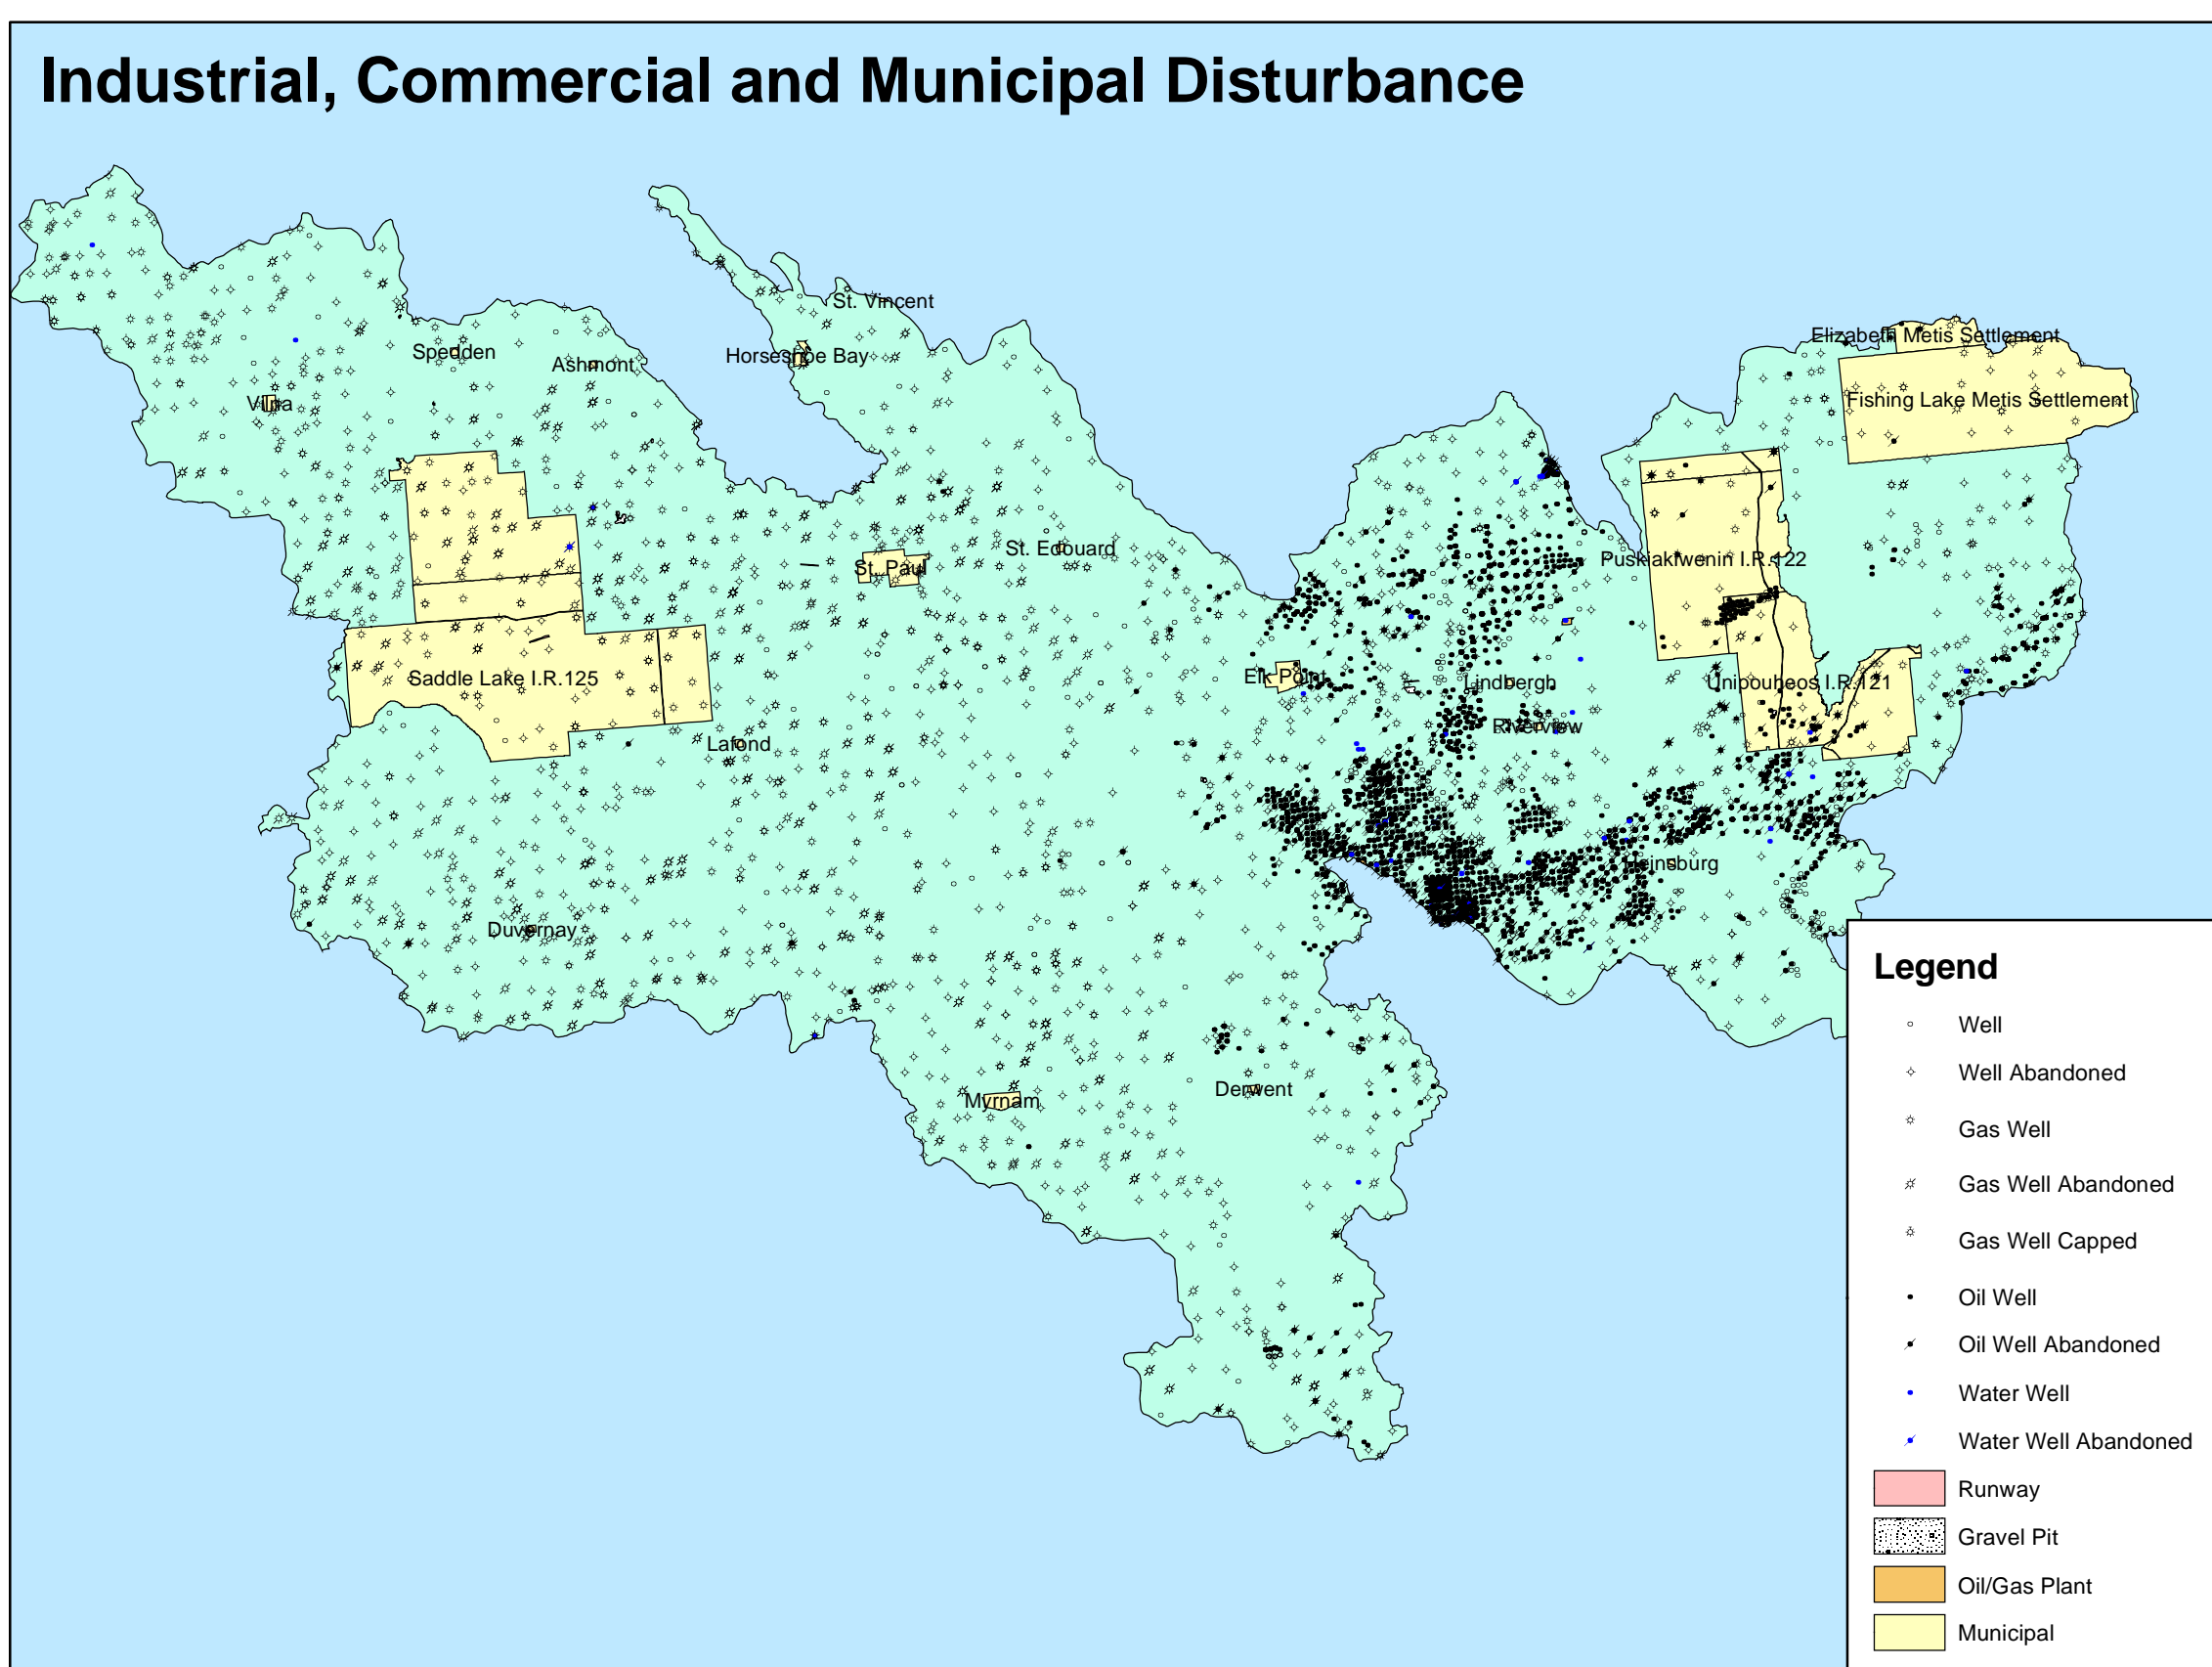 Industrial, Commercial and Municipal Disturbance
St. Vincent
Elizabeth Metis Settlement
Spedden
Horseshoe Bay
Ashmont
Fishing Lake Metis Settlement
Vilna
St. Edouard
Puskiakiwenin I.R.122
St. Paul
Elk Point
Saddle Lake I.R.125
Lindbergh
Unipouheos I.R.121
Riverview
Lafond
Heinsburg
Duvernay
Derwent
Myrnam
Legend
Well
Well Abandoned
Gas Well
Gas Well Abandoned
Gas Well Capped
Oil Well
Oil Well Abandoned
Water Well
Water Well Abandoned
Runway
Gravel Pit
Oil/Gas Plant
Municipal